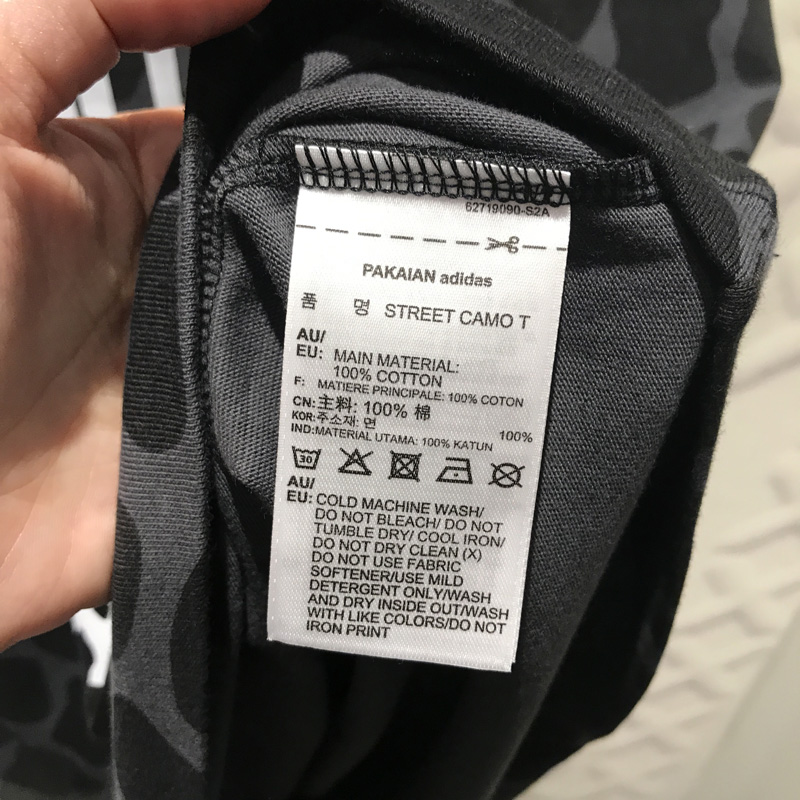 62719090-S2A
PAKAIAN adidas
품 명 STREET CAMO T
AU/
EU: MAIN MATERIAL:
100% COTTON
F: MATIERE PRINCIPALE: 100% COTON
CN: 主料: 100% 棉
KOR: 주소재: 면 100%
IND: MATERIAL UTAMA: 100% KATUN
30
AU/
EU: COLD MACHINE WASH/
DO NOT BLEACH/ DO NOT
TUMBLE DRY/ COOL IRON/
DO NOT DRY CLEAN (X)
DO NOT USE FABRIC
SOFTENER/USE MILD
DETERGENT ONLY/WASH
AND DRY INSIDE OUT/WASH
WITH LIKE COLORS/DO NOT
IRON PRINT